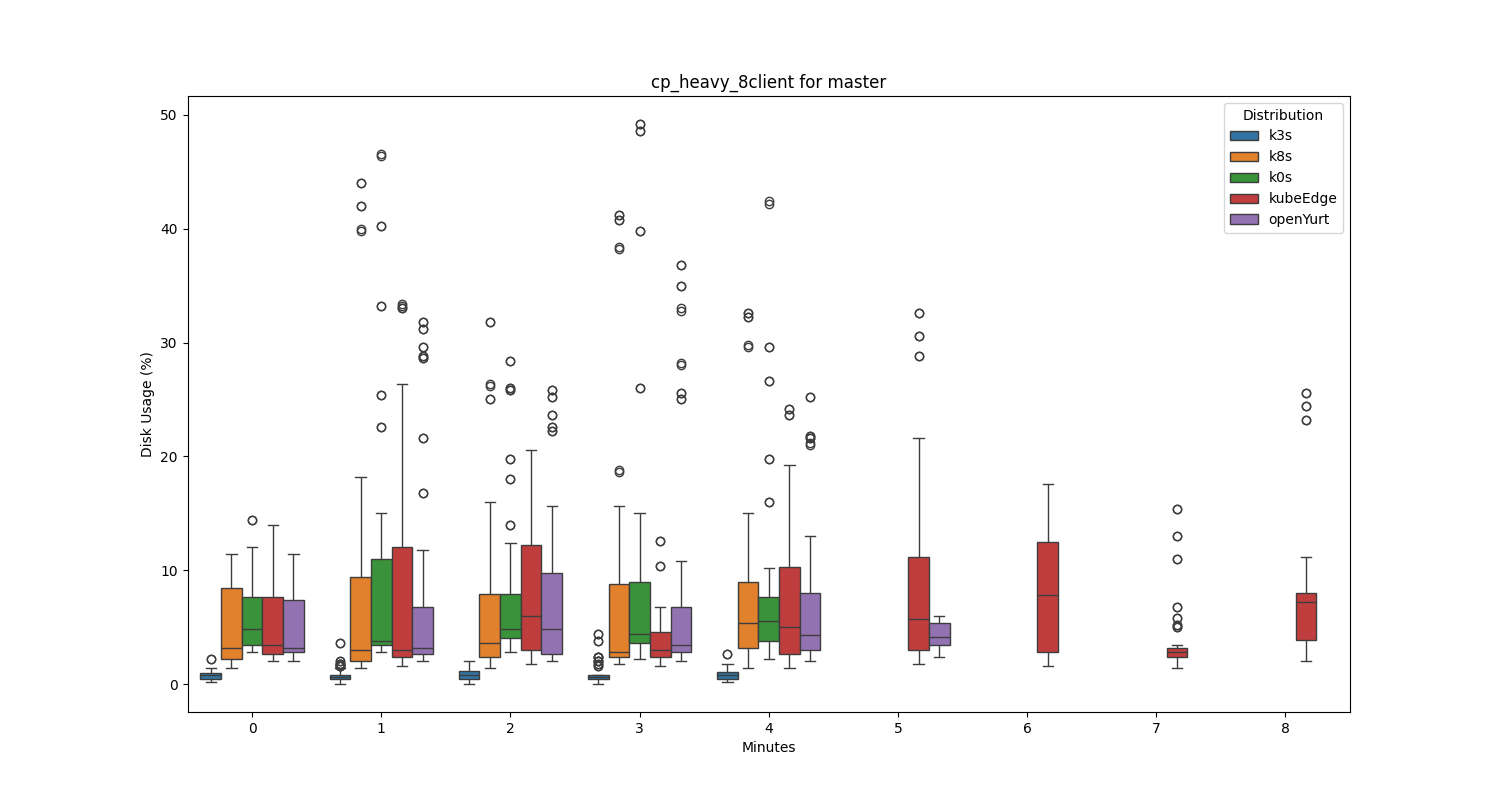 cp_heavy_8client for master
Disk Usage (%)
50
40
30
20
10
0
Distribution
k3s
k8s
k0s
kubeEdge
openYurt
0 1 2 3 4 5 6 7 8
Minutes